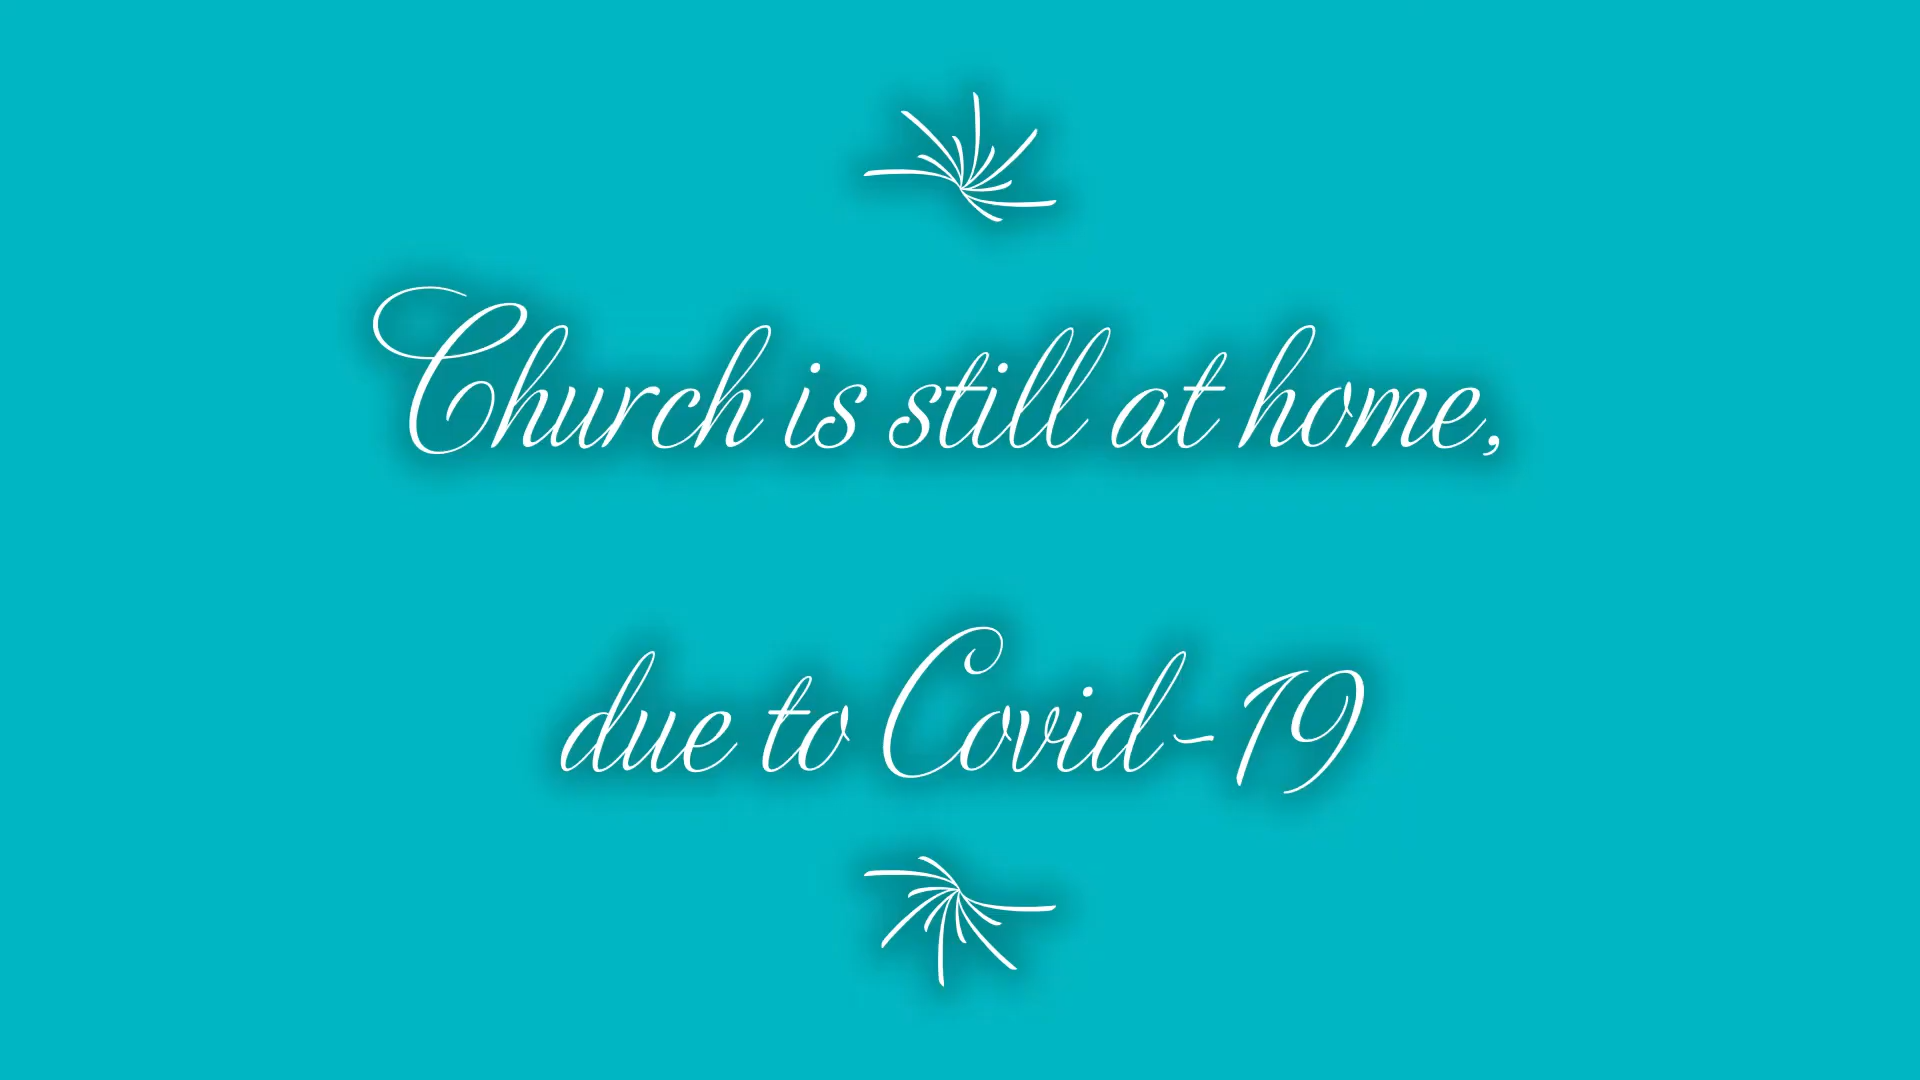 Church is still at home,
due to Covid-19